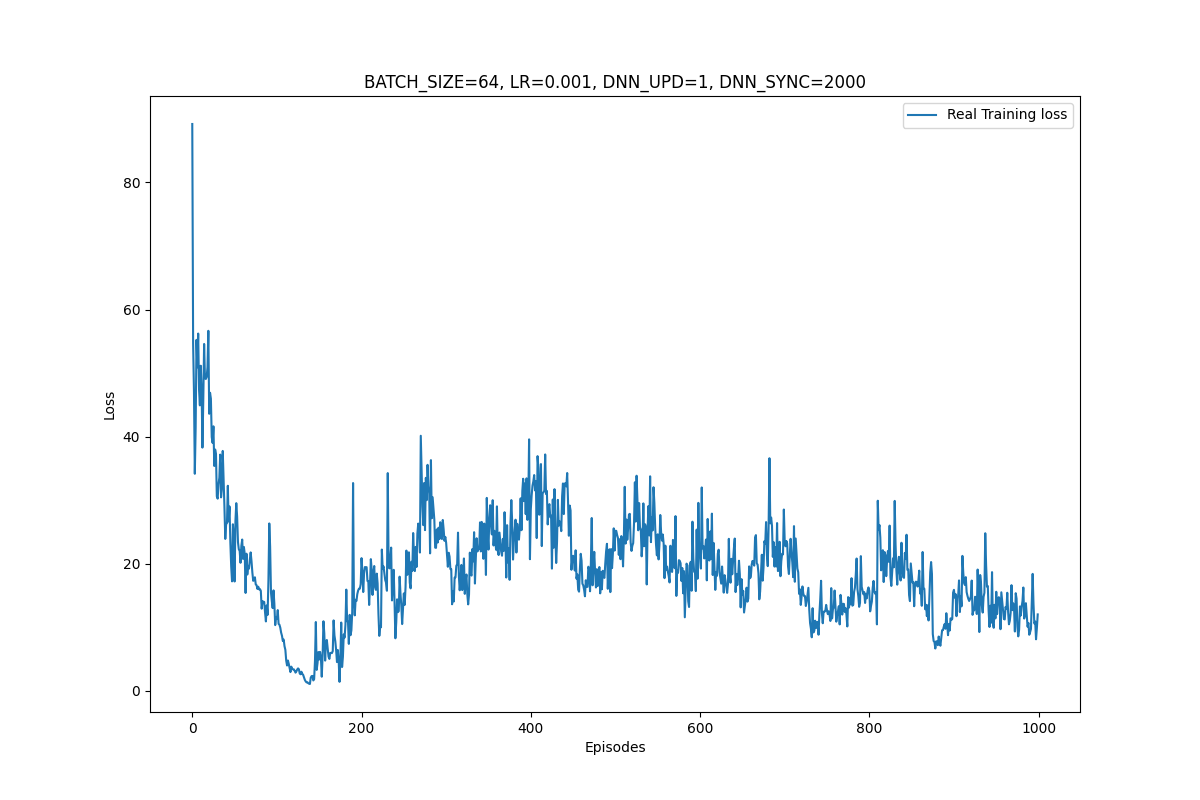 BATCH_SIZE=64, LR=0.001, DNN_UPD=1, DNN_SYNC=2000
Real Training loss
80
60
40
20
0
Loss
0 200 400 600 800 1000
Episodes